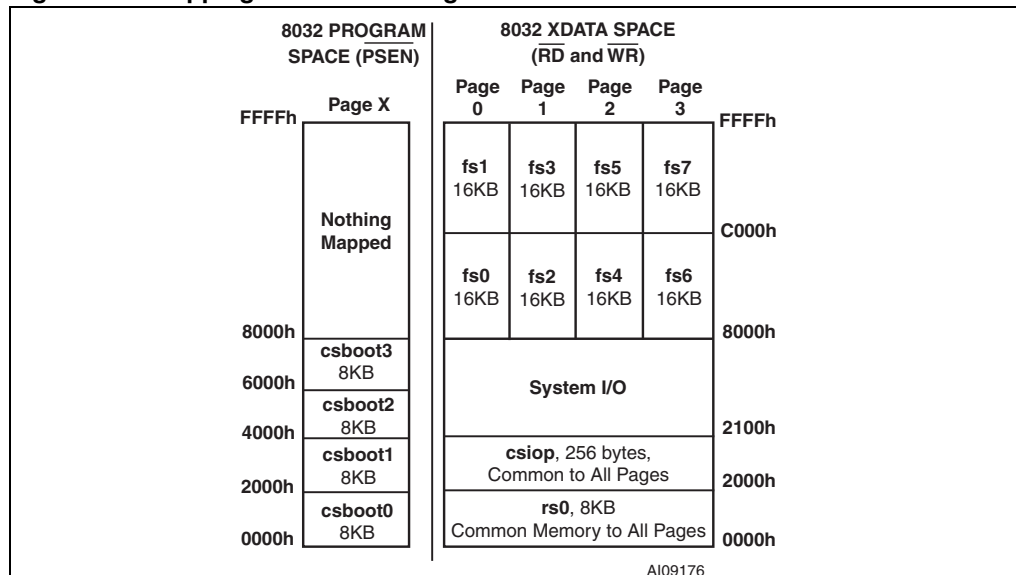 8032 PROGRAM
SPACE (PSEN)
8032 XDATA SPACE
(RD and WR)
Page X
Page
0
Page
1
Page
2
Page
3
FFFFh
FFFFh
Nothing
Mapped
fs1
16KB
fs3
16KB
fs5
16KB
fs7
16KB
C000h
fs0
16KB
fs2
16KB
fs4
16KB
fs6
16KB
8000h
8000h
csboot3
8KB
6000h
System I/O
csboot2
8KB
4000h
2100h
csboot1
8KB
csiop, 256 bytes,
Common to All Pages
2000h
2000h
csboot0
8KB
rs0, 8KB
Common Memory to All Pages
0000h
0000h
AI09176